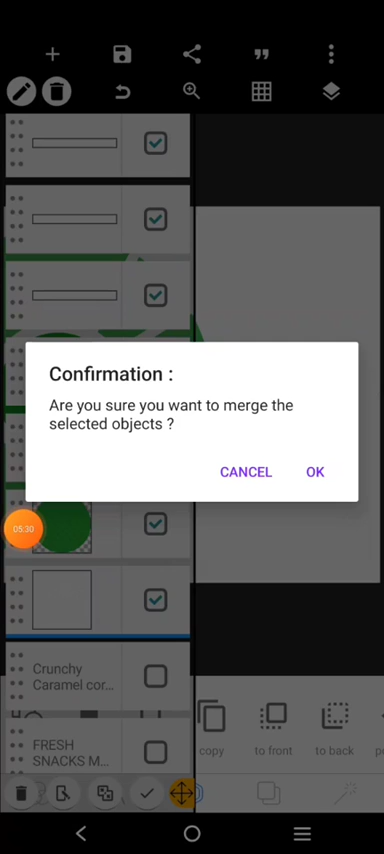 Confirmation :
Are you sure you want to merge the
selected objects ?
CANCEL
OK
05:30
Crunchy
Caramel cor...
FRESH
SNACKS M...
copy
to front
to back